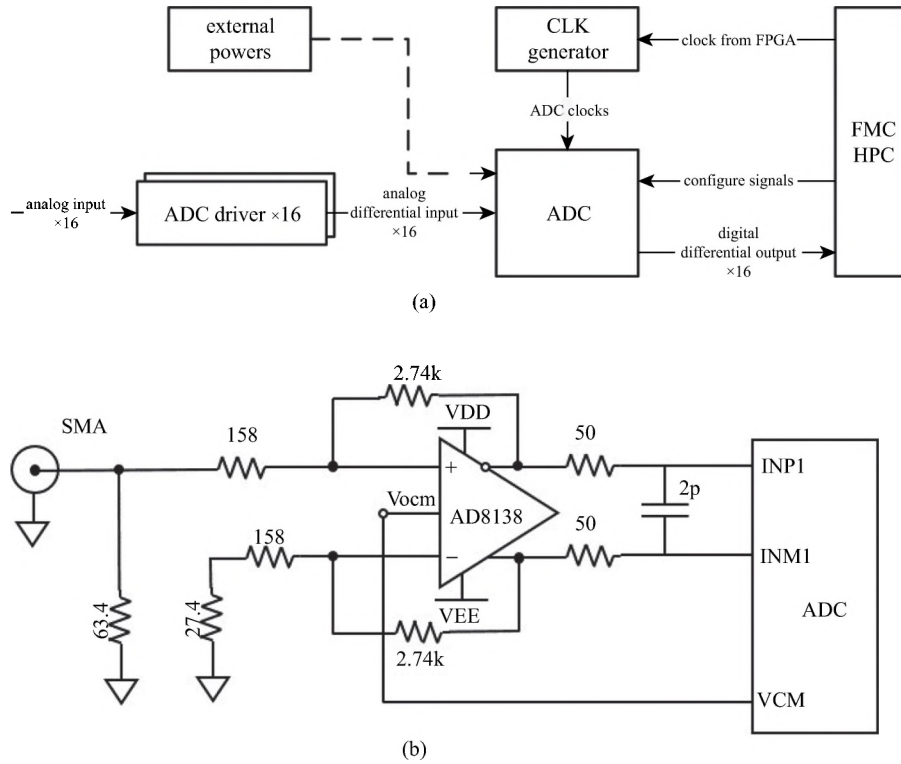 external
powers
CLK
generator
clock from FPGA
FMC
HPC
ADC clocks
analog input
×16
ADC driver ×16
analog
differential input
×16
ADC
configure signals
digital
differential output
×16
(a)
2.74k
SMA
158
VDD
50
+
INP1
Vocm
AD8138
2p
158
50
−
INM1
63.4
27.4
VEE
ADC
2.74k
VCM
(b)